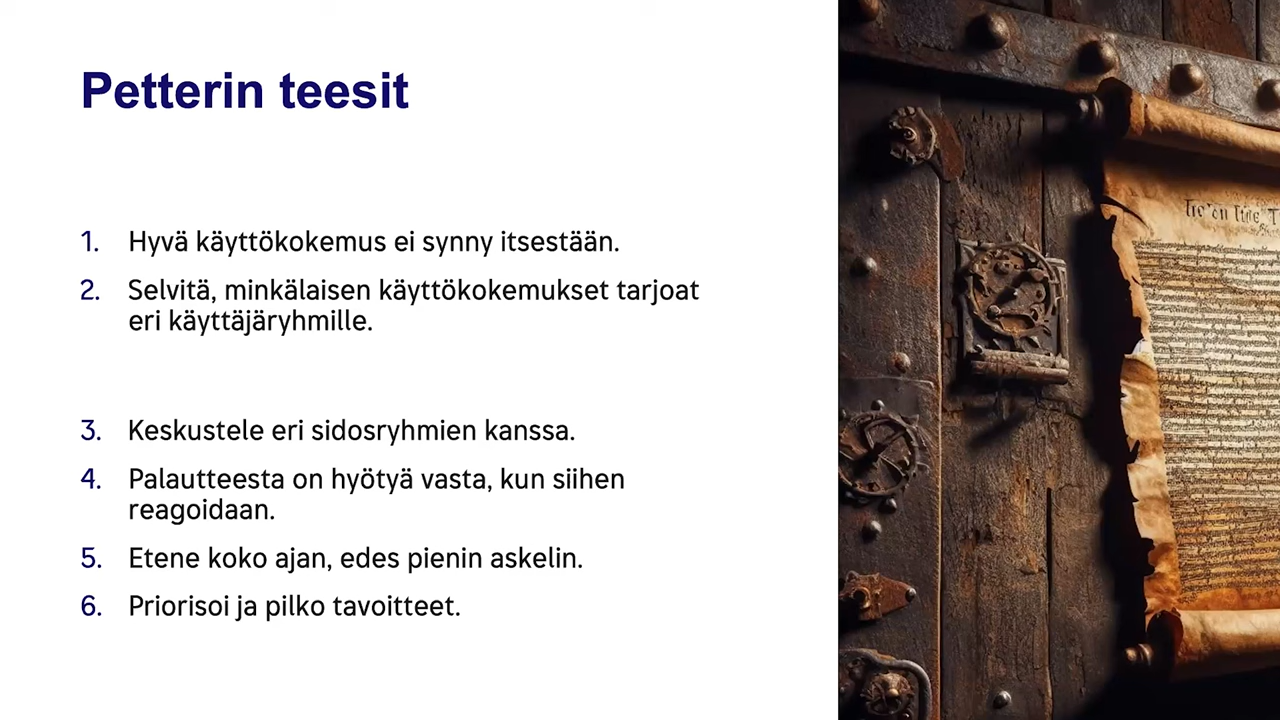 Petterin teesit
1. Hyvä käyttökokemus ei synny itsestään.
2. Selvitä, minkälaisen käyttökokemukset tarjoat
eri käyttäjäryhmille.
3. Keskustele eri sidosryhmien kanssa.
4. Palautteesta on hyötyä vasta, kun siihen
reagoidaan.
5. Etene koko ajan, edes pienin askelin.
6. Priorisoi ja pilko tavoitteet.